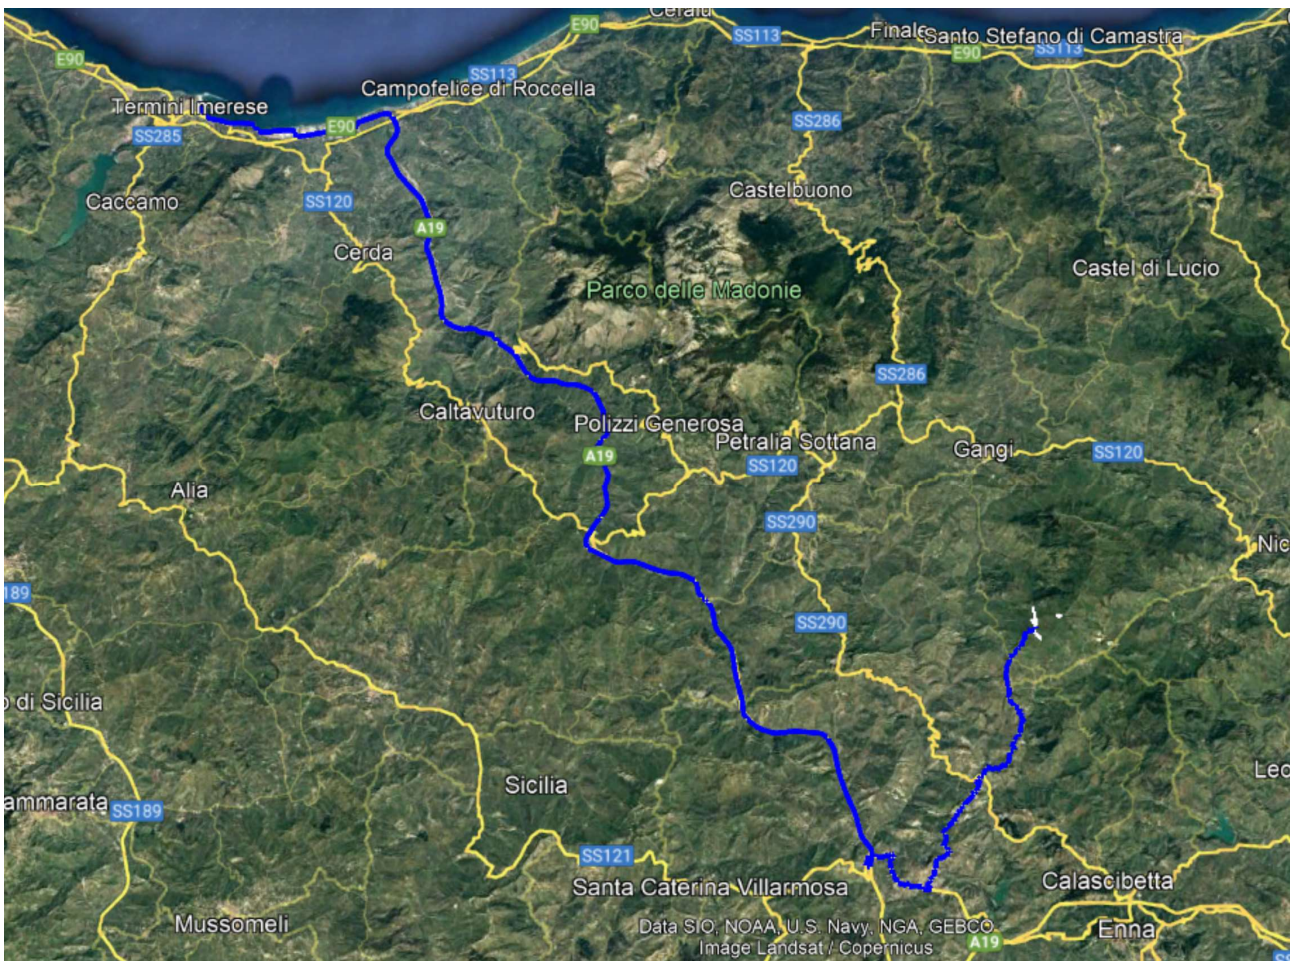 Cefalù
E90
SS113
Finale
Santo Stefano di Camastra
E90
SS113
E90
SS113
Campofelice di Roccella
Termini Imerese
E90
SS285
SS286
Castelbuono
Caccamo
SS120
A19
Cerda
Castel di Lucio
Parco delle Madonie
SS286
Caltavuturo
Polizzi Generosa
Petralia Sottana
Gangi
SS120
A19
SS120
Alia
SS290
Nic
189
SS290
o di Sicilia
Leo
Sicilia
ammarata
SS189
SS121
Santa Caterina Villarmosa
Calascibetta
Mussomeli
Data SIO, NOAA, U.S. Navy, NGA, GEBCO
Image Landsat / Copernicus
A19
Enna